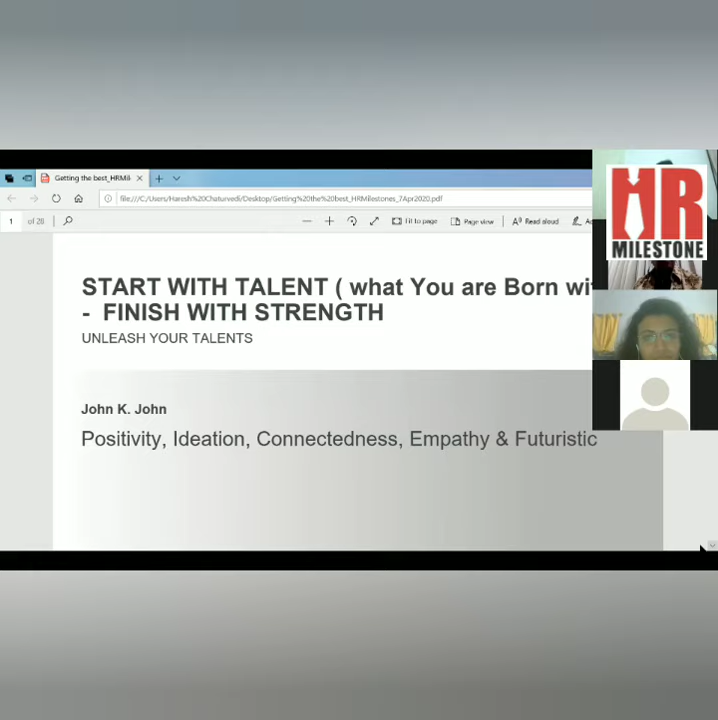 Getting the best_HRMil
file:///C:/Users/Haresh%20Chaturvedi/Desktop/Getting%20the%20best_HRMilestones_7Apr2020.pdf
1 of 28 Fit to page Page view Read aloud
START WITH TALENT ( what You are Born
- FINISH WITH STRENGTH
UNLEASH YOUR TALENTS
John K. John
Positivity, Ideation, Connectedness, Empathy & Futuristic
HR
MILESTONE